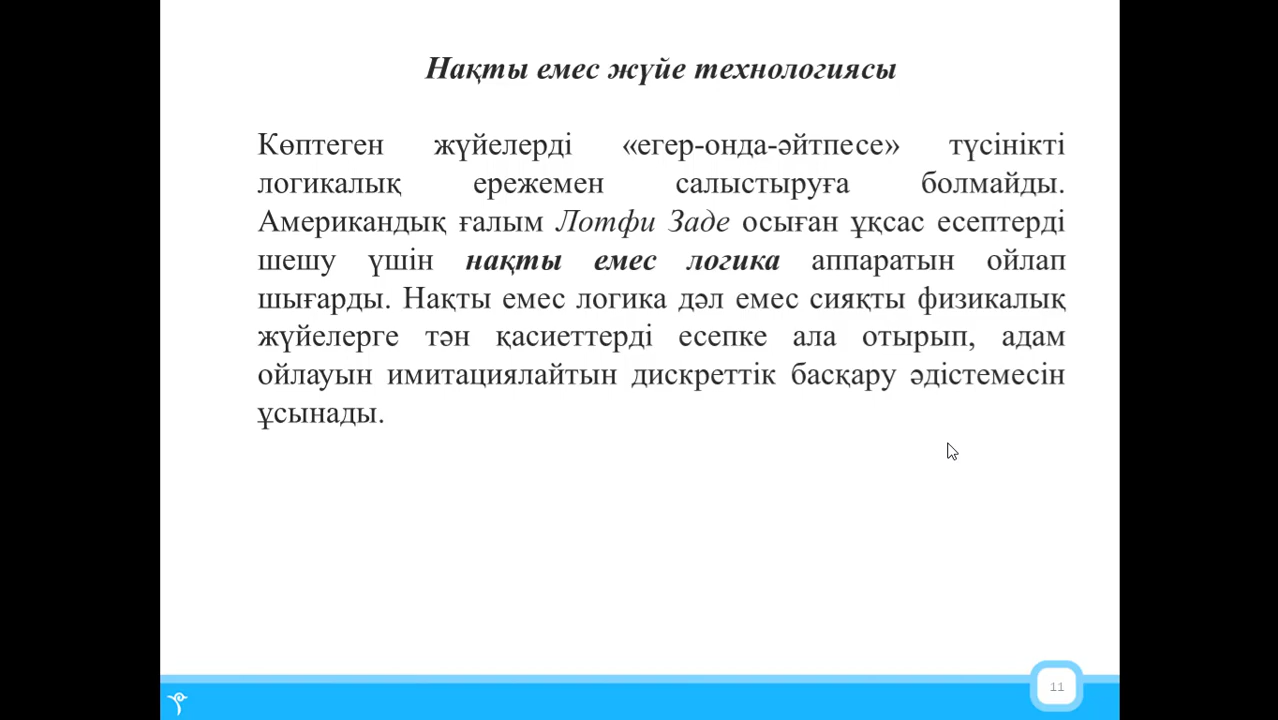 Нақты емес жүйе технологиясы
Көптеген жүйелерді «егер-онда-әйтпесе» түсінікті
логикалық ережемен салыстыруға болмайды.
Американдық ғалым Лотфи Заде осыған ұқсас есептерді
шешу үшін нақты емес логика аппаратын ойлап
шығарды. Нақты емес логика дәл емес сияқты физикалық
жүйелерге тән қасиеттерді есепке ала отырып, адам
ойлауын имитациялайтын дискреттік басқару әдістемесін
ұсынады.
11